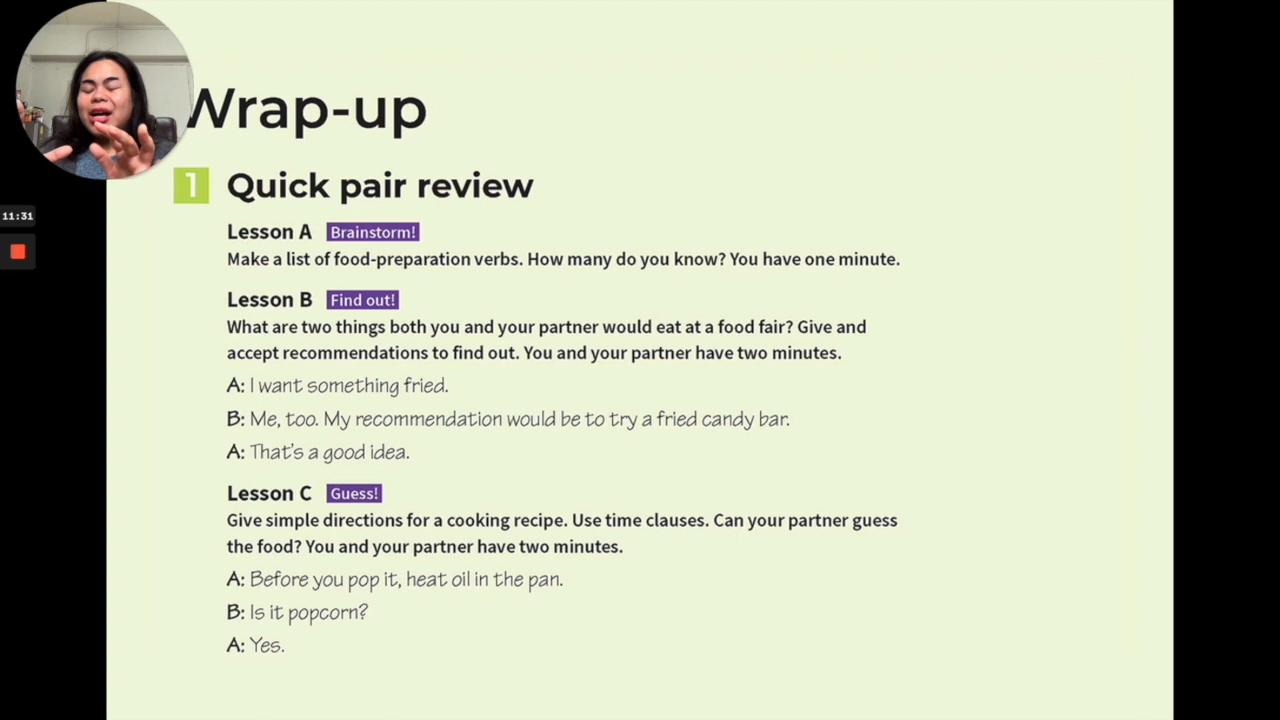 Wrap-up
1 Quick pair review
Lesson A Brainstorm!
Make a list of food-preparation verbs. How many do you know? You have one minute.
Lesson B Find out!
What are two things both you and your partner would eat at a food fair? Give and
accept recommendations to find out. You and your partner have two minutes.
A: I want something fried.
B: Me, too. My recommendation would be to try a fried candy bar.
A: That's a good idea.
Lesson C Guess!
Give simple directions for a cooking recipe. Use time clauses. Can your partner guess
the food? You and your partner have two minutes.
A: Before you pop it, heat oil in the pan.
B: Is it popcorn?
A: Yes.
11:31